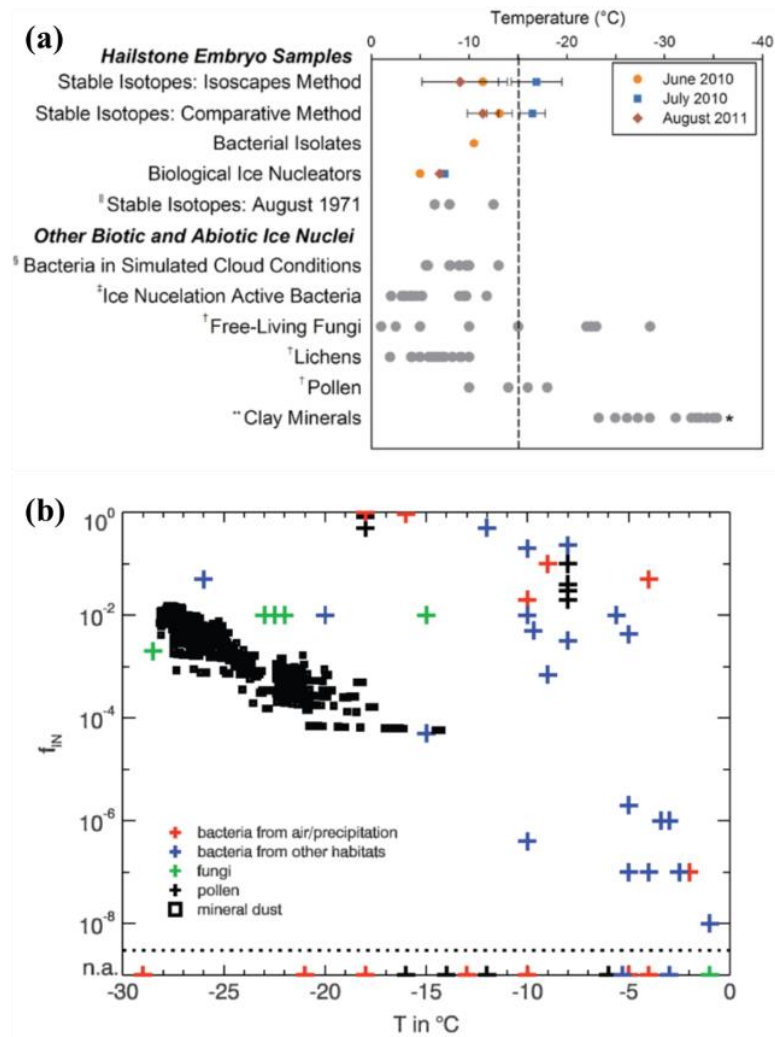 (a)
Temperature (°C)
0 -10 -20 -30 -40
Hailstone Embryo Samples
Stable Isotopes: Isoscapes Method
Stable Isotopes: Comparative Method
Bacterial Isolates
Biological Ice Nucleators
||Stable Isotopes: August 1971
Other Biotic and Abiotic Ice Nuclei
§Bacteria in Simulated Cloud Conditions
‡Ice Nucelation Active Bacteria
†Free-Living Fungi
†Lichens
†Pollen
**Clay Minerals
*
June 2010
July 2010
August 2011
(b)
10⁰
10⁻²
10⁻⁴
10⁻⁶
10⁻⁸
n.a.
fIN
bacteria from air/precipitation
bacteria from other habitats
fungi
pollen
mineral dust
-30 -25 -20 -15 -10 -5 0
T in °C